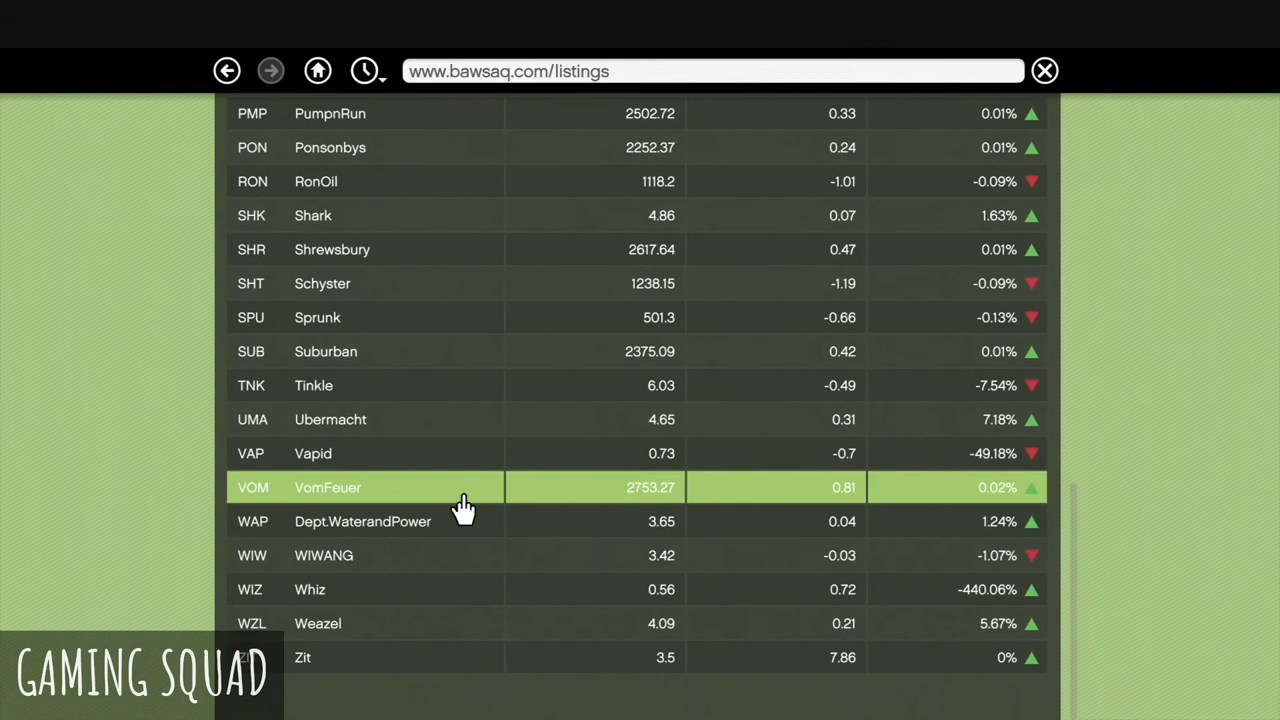 www.bawsaq.com/listings
PMP PumpnRun 2502.72 0.33 0.01%
PON Ponsonbys 2252.37 0.24 0.01%
RON RonOil 1118.2 -1.01 -0.09%
SHK Shark 4.86 0.07 1.63%
SHR Shrewsbury 2617.64 0.47 0.01%
SHT Schyster 1238.15 -1.19 -0.09%
SPU Sprunk 501.3 -0.66 -0.13%
SUB Suburban 2375.09 0.42 0.01%
TNK Tinkle 6.03 -0.49 -7.54%
UMA Ubermacht 4.65 0.31 7.18%
VAP Vapid 0.73 -0.7 -49.18%
VOM VomFeuer 2753.27 0.81 0.02%
WAP Dept.WaterandPower 3.65 0.04 1.24%
WIW WIWANG 3.42 -0.03 -1.07%
WIZ Whiz 0.56 0.72 -440.06%
WZL Weazel 4.09 0.21 5.67%
Zit 3.5 7.86 0%
GAMING SQUAD